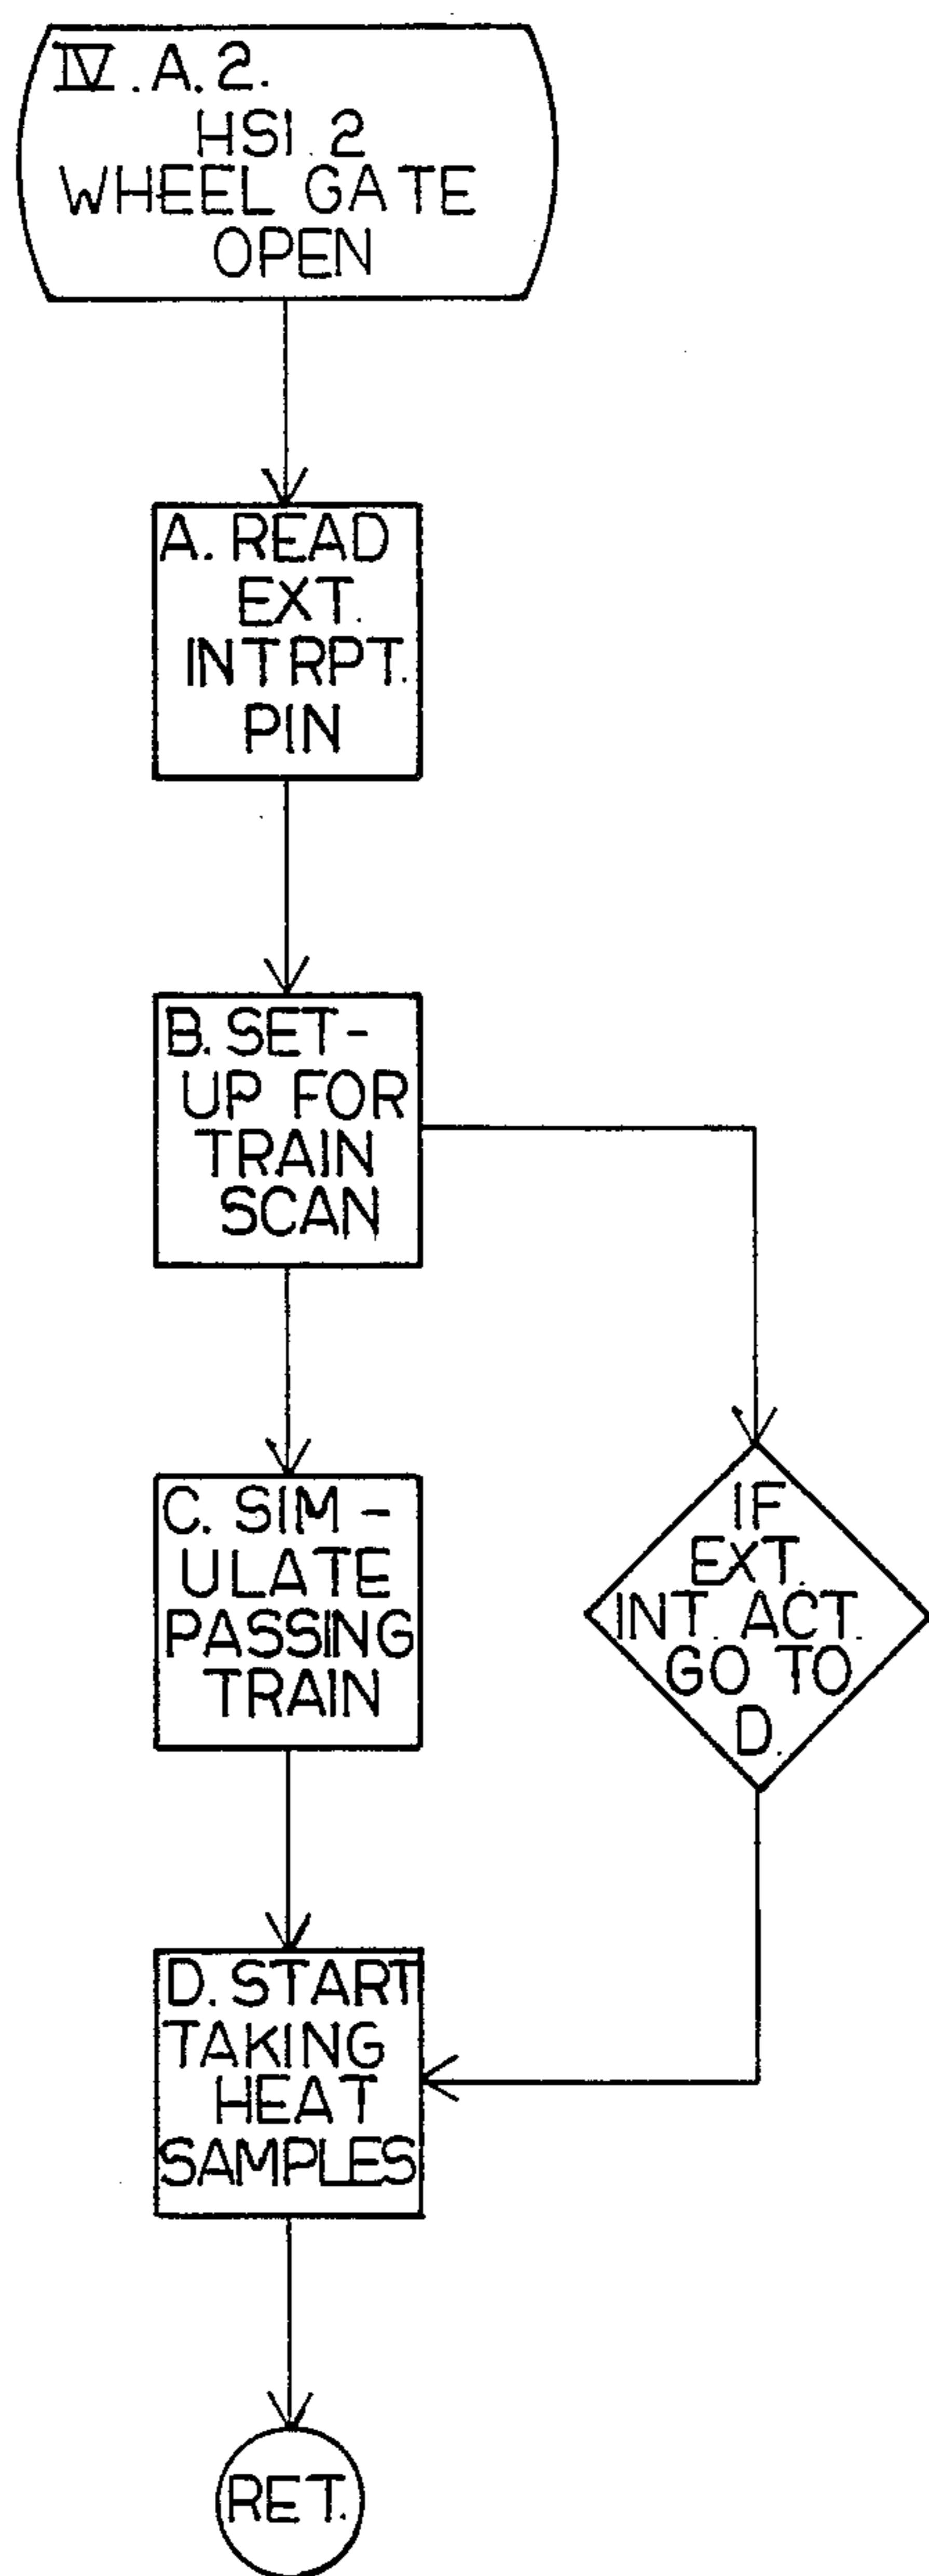 IV.A.2.
HSI.2
WHEEL GATE
OPEN
A. READ
EXT.
INTRPT.
PIN
B. SET-
UP FOR
TRAIN
SCAN
C. SIM-
ULATE
PASSING
TRAIN
IF
EXT.
INT. ACT.
GO TO
D.
D. START
TAKING
HEAT
SAMPLES
RET.